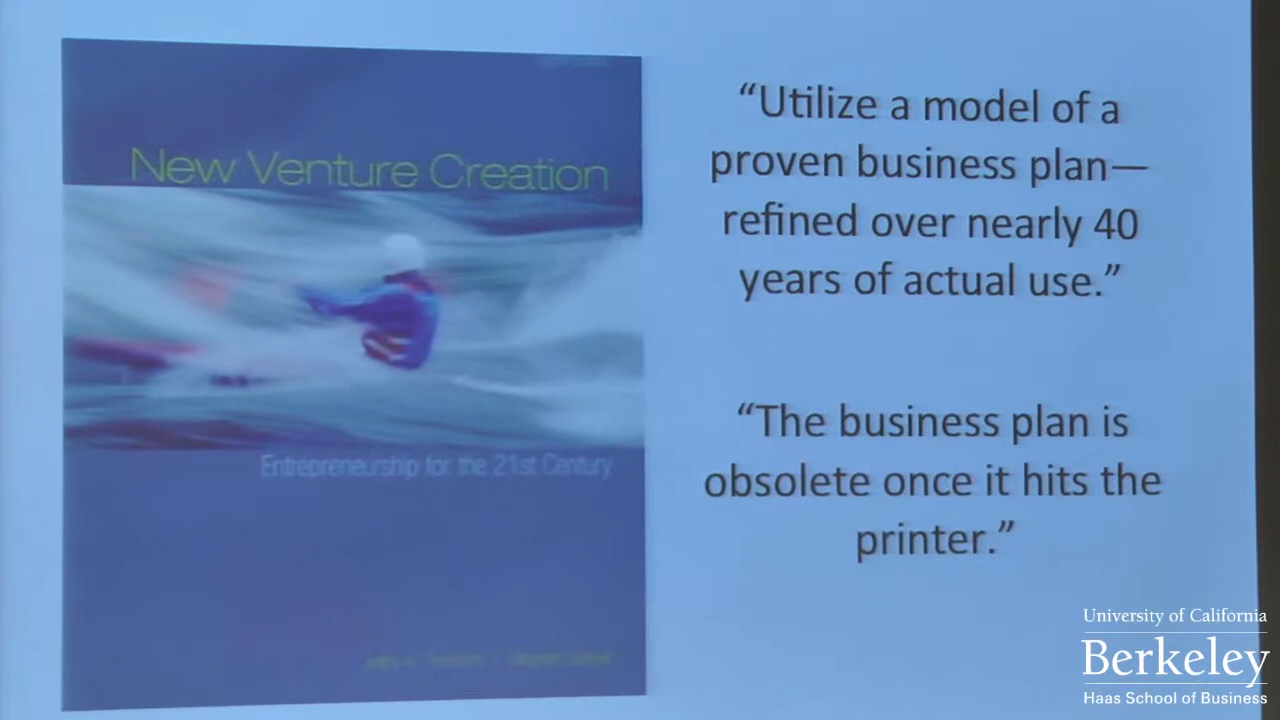 New Venture Creation
Entrepreneurship for the 21st Century
“Utilize a model of a
proven business plan—
refined over nearly 40
years of actual use.”
“The business plan is
obsolete once it hits the
printer.”
University of California
Berkeley
Haas School of Business